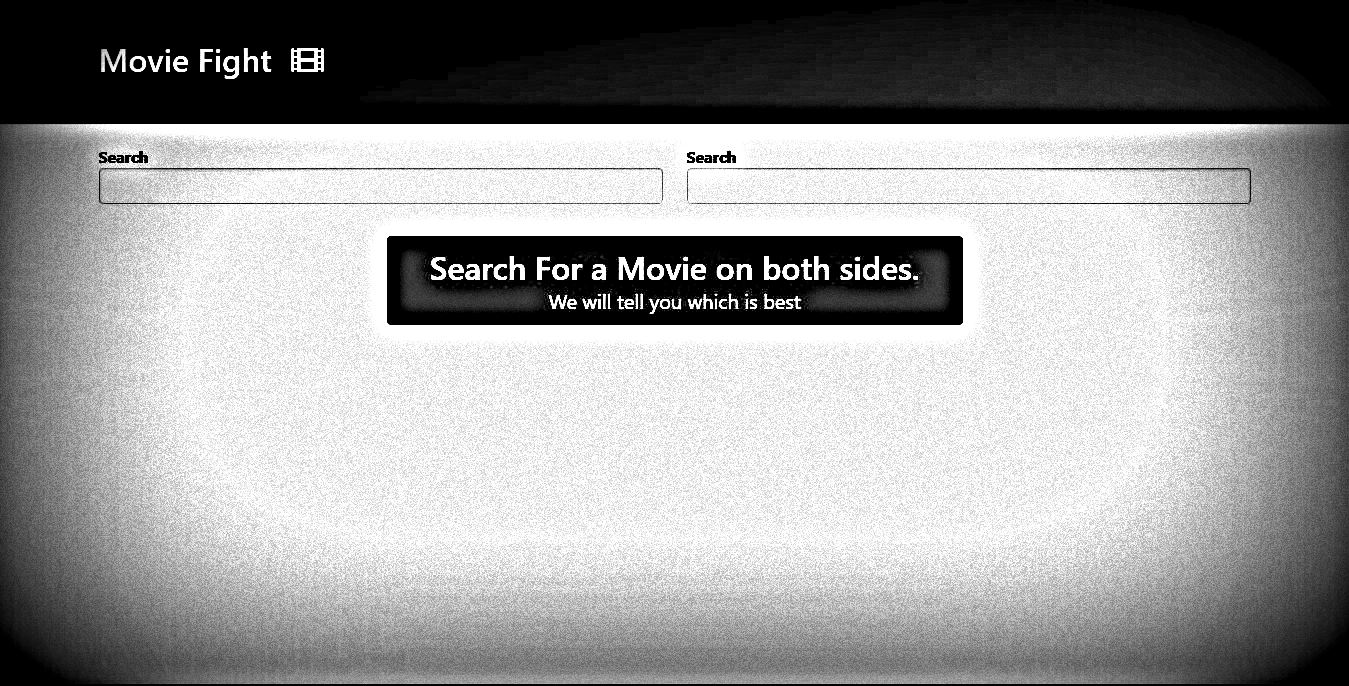 Movie Fight
Search
Search
Search For a Movie on both sides.
We will tell you which is best